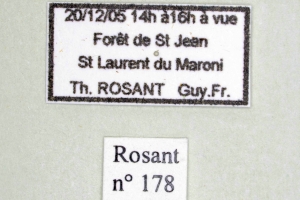 20/12/05 14h à16h à vue
Forêt de St Jean
St Laurent du Maroni
Th. ROSANT Guy.Fr.
Rosant
n° 178